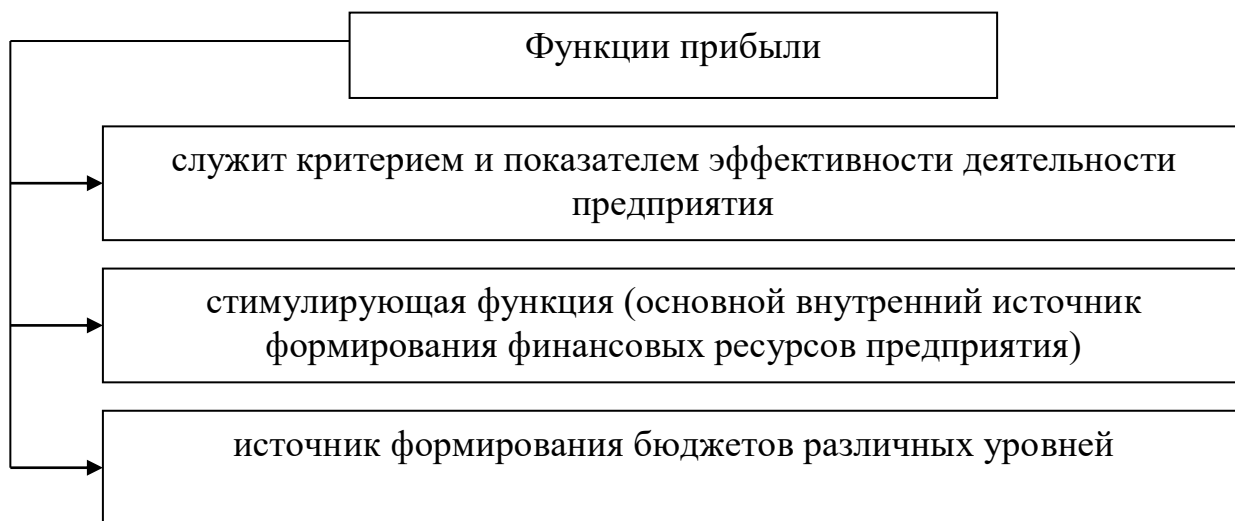 Функции прибыли
служит критерием и показателем эффективности деятельности
предприятия
стимулирующая функция (основной внутренний источник
формирования финансовых ресурсов предприятия)
источник формирования бюджетов различных уровней